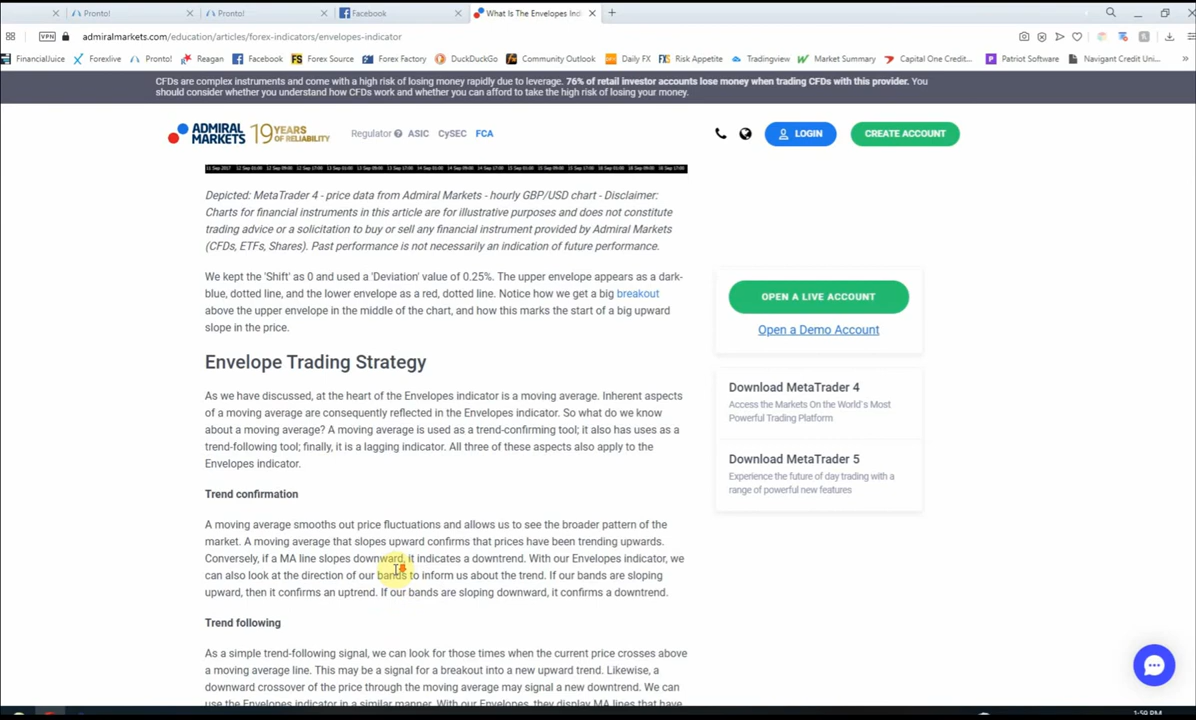 Pronto!
Pronto!
Facebook
What Is The Envelopes Ind
VPN
admiralmarkets.com/education/articles/forex-indicators/envelopes-indicator
FinancialJuice
Forexlive
Pronto!
Reagan
Facebook
Forex Source
Forex Factory
DuckDuckGo
Community Outlook
Daily FX
Risk Appetite
Tradingview
Market Summary
Capital One Credit...
Patriot Software
Navigant Credit Uni...
CFDs are complex instruments and come with a high risk of losing money rapidly due to leverage. 76% of retail investor accounts lose money when trading CFDs with this provider. You
should consider whether you understand how CFDs work and whether you can afford to take the high risk of losing your money.
ADMIRAL
MARKETS
19 YEARS
OF RELIABILITY
Regulator ASIC CySEC FCA
LOGIN
CREATE ACCOUNT
Depicted: MetaTrader 4 - price data from Admiral Markets - hourly GBP/USD chart - Disclaimer:
Charts for financial instruments in this article are for illustrative purposes and does not constitute
trading advice or a solicitation to buy or sell any financial instrument provided by Admiral Markets
(CFDs, ETFs, Shares). Past performance is not necessarily an indication of future performance.
We kept the 'Shift' as 0 and used a 'Deviation' value of 0.25%. The upper envelope appears as a dark-
blue, dotted line, and the lower envelope as a red, dotted line. Notice how we get a big breakout
above the upper envelope in the middle of the chart, and how this marks the start of a big upward
slope in the price.
Envelope Trading Strategy
As we have discussed, at the heart of the Envelopes indicator is a moving average. Inherent aspects
of a moving average are consequently reflected in the Envelopes indicator. So what do we know
about a moving average? A moving average is used as a trend-confirming tool; it also has uses as a
trend-following tool; finally, it is a lagging indicator. All three of these aspects also apply to the
Envelopes indicator.
Trend confirmation
A moving average smooths out price fluctuations and allows us to see the broader pattern of the
market. A moving average that slopes upward confirms that prices have been trending upwards.
Conversely, if a MA line slopes downward, it indicates a downtrend. With our Envelopes indicator, we
can also look at the direction of our bands to inform us about the trend. If our bands are sloping
upward, then it confirms an uptrend. If our bands are sloping downward, it confirms a downtrend.
Trend following
As a simple trend-following signal, we can look for those times when the current price crosses above
a moving average line. This may be a signal for a breakout into a new upward trend. Likewise, a
downward crossover of the price through the moving average may signal a new downtrend. We can
use the Envelopes indicator in a similar manner. With our Envelopes, they display MA lines that have
OPEN A LIVE ACCOUNT
Open a Demo Account
Download MetaTrader 4
Access the Markets On the World's Most
Powerful Trading Platform
Download MetaTrader 5
Experience the future of day trading with a
range of powerful new features
1:59 PM